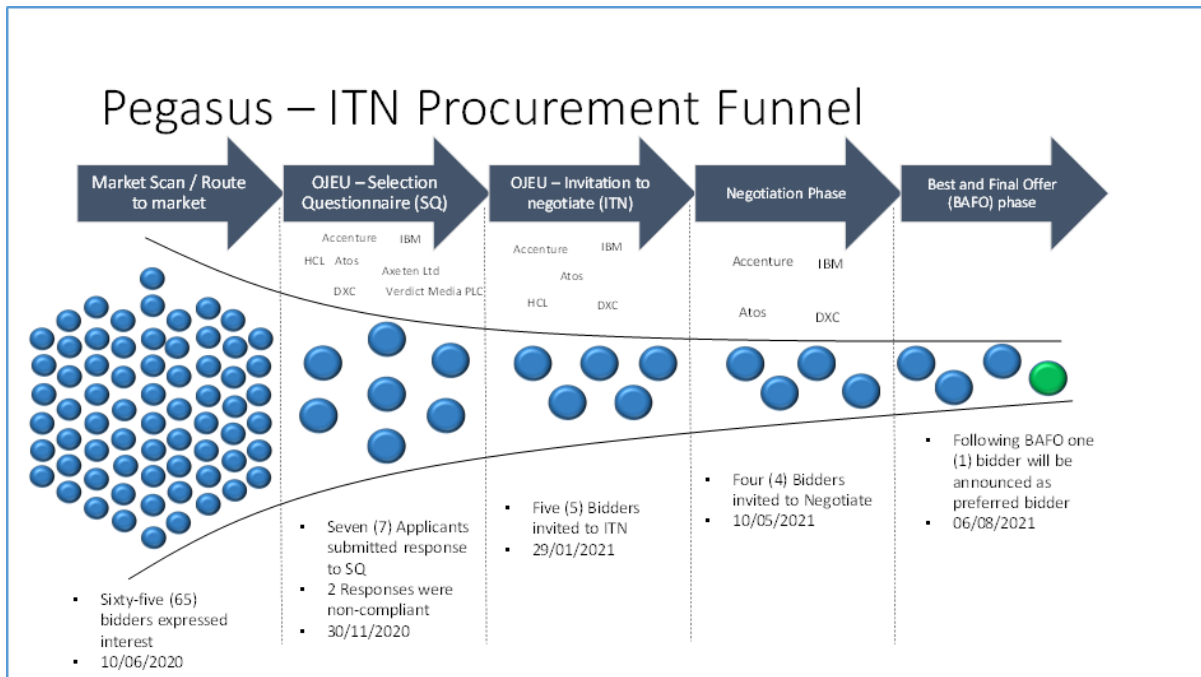 Pegasus – ITN Procurement Funnel
Market Scan / Route
to market
OJEU – Selection
Questionnaire (SQ)
OJEU – Invitation to
negotiate (ITN)
Negotiation Phase
Best and Final Offer
(BAFO) phase
Accenture IBM
HCL Atos
Axeten Ltd
DXC Verdict Media PLC
Accenture IBM
Atos
HCL DXC
Accenture IBM
Atos DXC
▪ Sixty-five (65)
bidders expressed
interest
▪ 10/06/2020
▪ Seven (7) Applicants
submitted response
to SQ
▪ 2 Responses were
non-compliant
▪ 30/11/2020
▪ Five (5) Bidders
invited to ITN
▪ 29/01/2021
▪ Four (4) Bidders
invited to Negotiate
▪ 10/05/2021
▪ Following BAFO one
(1) bidder will be
announced as
preferred bidder
▪ 06/08/2021